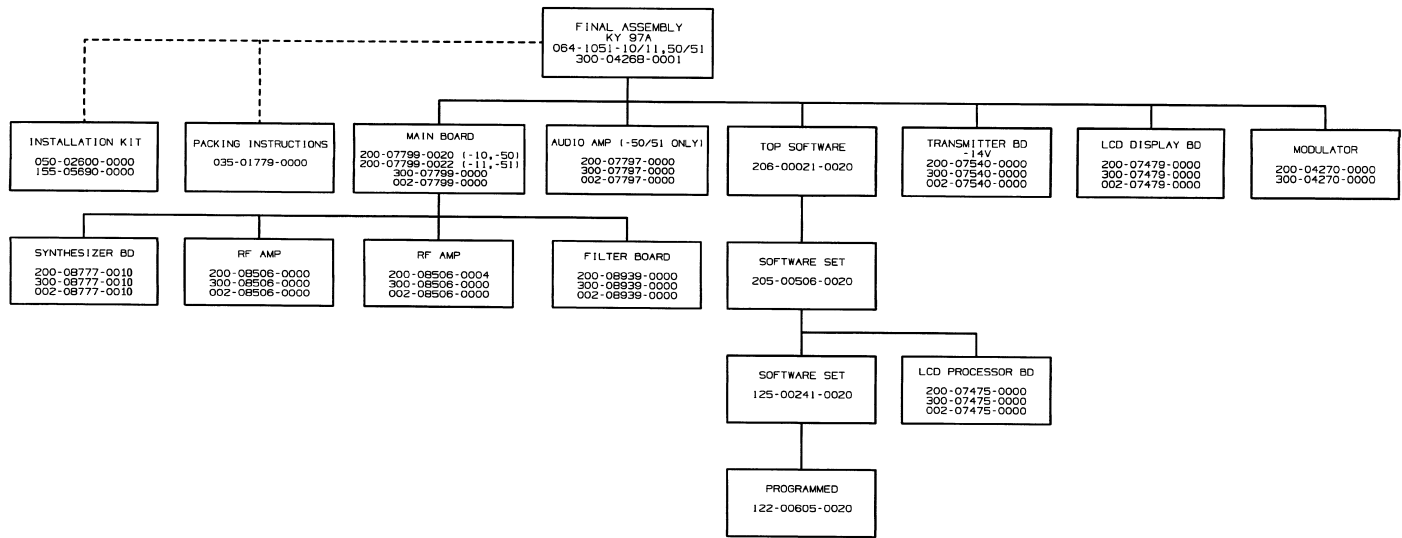 FINAL ASSEMBLY
KY 97A
064-1051-10/11,50/51
300-04268-0001
INSTALLATION KIT
050-02600-0000
155-05690-0000
PACKING INSTRUCTIONS
035-01779-0000
MAIN BOARD
200-07799-0020 (-10,-50)
200-07799-0022 (-11,-51)
300-07799-0000
002-07799-0000
AUDIO AMP (-50/51 ONLY)
200-07797-0000
300-07797-0000
002-07797-0000
TOP SOFTWARE
206-00021-0020
TRANSMITTER BD
-14V
200-07540-0000
300-07540-0000
002-07540-0000
LCD DISPLAY BD
200-07479-0000
300-07479-0000
002-07479-0000
MODULATOR
200-04270-0000
300-04270-0000
SYNTHESIZER BD
200-08777-0010
300-08777-0010
002-08777-0010
RF AMP
200-08506-0000
300-08506-0000
002-08506-0000
RF AMP
200-08506-0004
300-08506-0000
002-08506-0000
FILTER BOARD
200-08939-0000
300-08939-0000
002-08939-0000
SOFTWARE SET
205-00506-0020
SOFTWARE SET
125-00241-0020
LCD PROCESSOR BD
200-07475-0000
300-07475-0000
002-07475-0000
PROGRAMMED
122-00605-0020